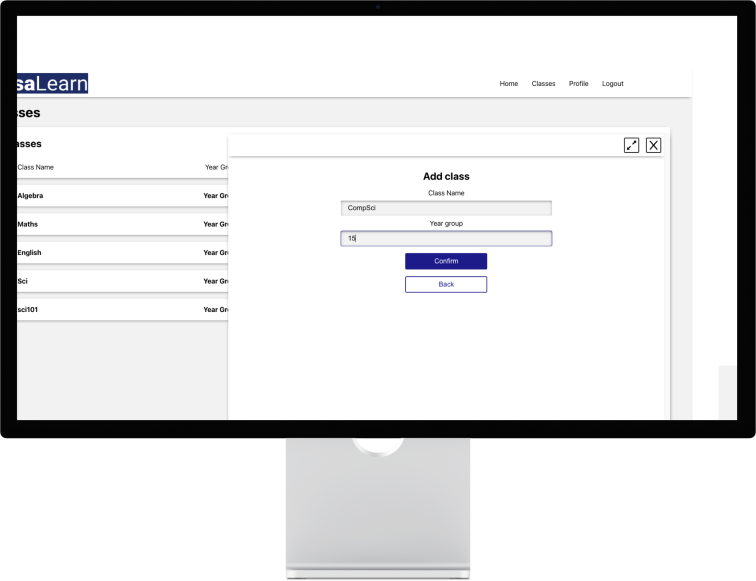 saLearn
Home Classes Profile Logout
sses
asses
Class Name Year Gr
Algebra Year Gr
Maths Year Gr
English Year Gr
Sci Year Gr
sci101 Year Gr
X
Add class
Class Name
CompSci
Year group
15
Confirm
Back